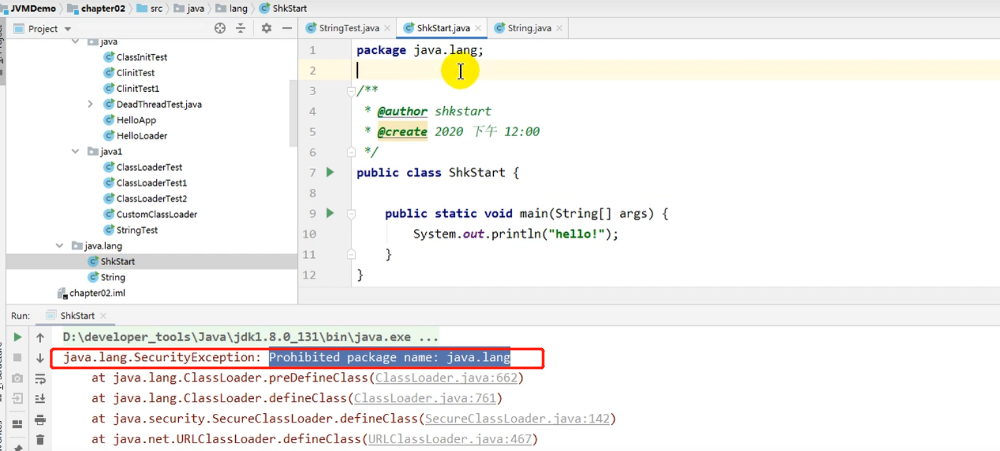 JVMDemo chapter02 src java lang ShkStart
Project
StringTest.java ShkStart.java String.java
java
ClassInitTest
ClinitTest
ClinitTest1
DeadThreadTest.java
HelloApp
HelloLoader
java1
ClassLoaderTest
ClassLoaderTest1
ClassLoaderTest2
CustomClassLoader
StringTest
java.lang
ShkStart
String
chapter02.iml
1 package java.lang;
2
3 /**
4 * @author shkstart
5 * @create 2020 下午 12:00
6 */
7 public class ShkStart {
8
9 public static void main(String[] args) {
10 System.out.println("hello!");
11 }
12 }
Run: ShkStart
D:\developer_tools\Java\jdk1.8.0_131\bin\java.exe ...
java.lang.SecurityException: Prohibited package name: java.lang
at java.lang.ClassLoader.preDefineClass(ClassLoader.java:662)
at java.lang.ClassLoader.defineClass(ClassLoader.java:761)
at java.security.SecureClassLoader.defineClass(SecureClassLoader.java:142)
at java.net.URLClassLoader.defineClass(URLClassLoader.java:467)